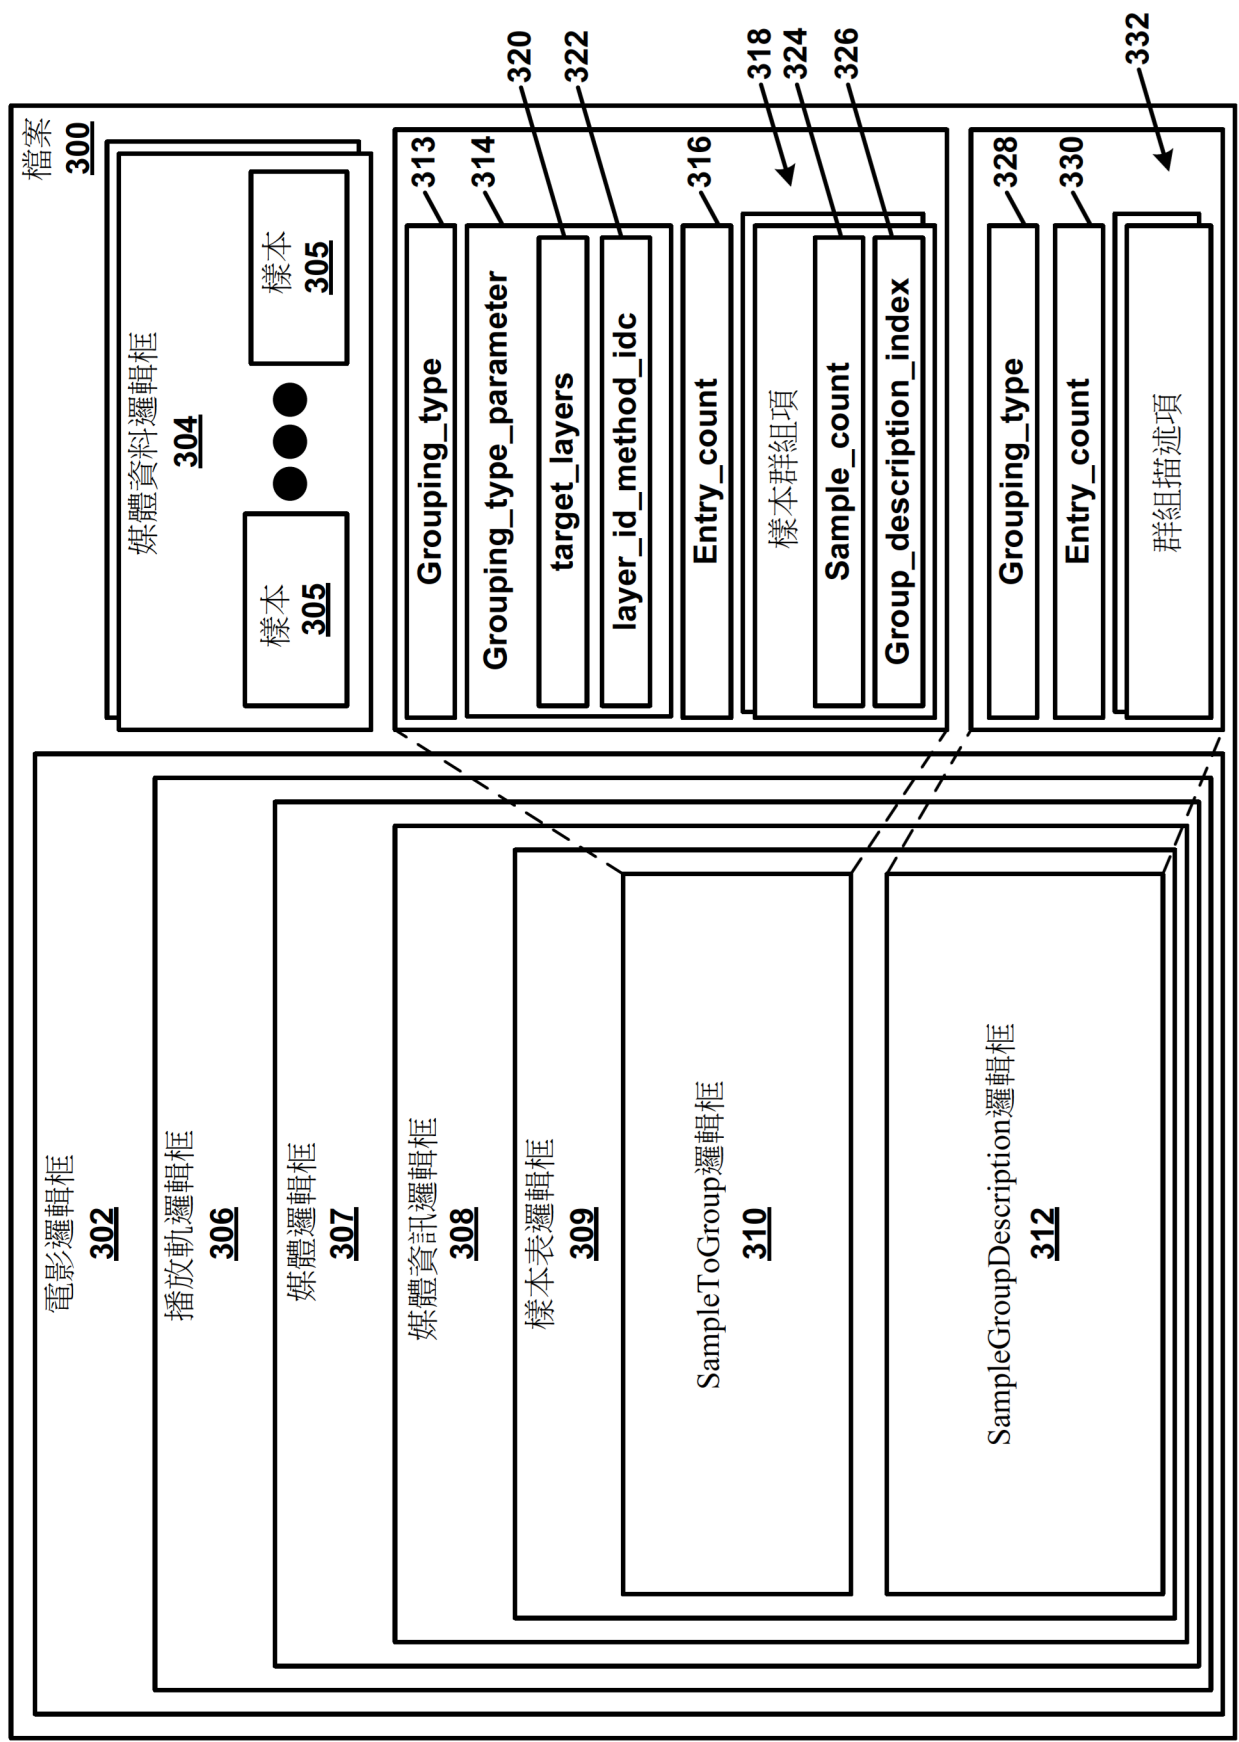 檔案
300
電影邏輯框
302
播放軌邏輯框
306
媒體邏輯框
307
媒體資訊邏輯框
308
樣本表邏輯框
309
SampleToGroup邏輯框
310
SampleGroupDescription邏輯框
312
媒體資料邏輯框
304
樣本
305
樣本
305
Grouping_type
313
Grouping_type_parameter
314
target_layers
320
layer_id_method_idc
322
Entry_count
316
樣本群組項
318
Sample_count
324
Group_description_index
326
Grouping_type
328
Entry_count
330
群組描述項
332